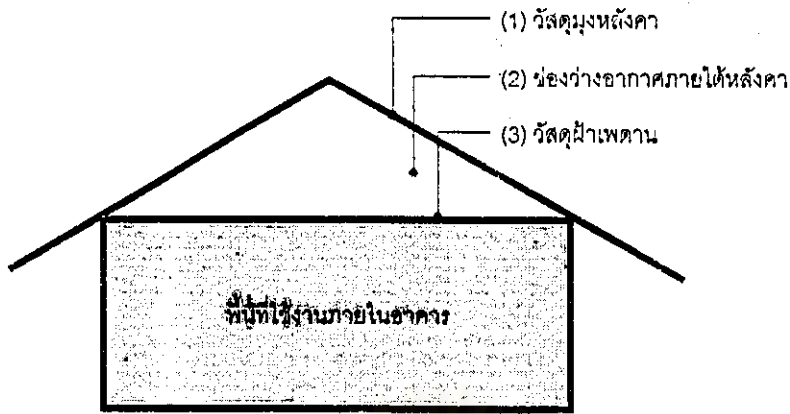 (1) วัสดุมุงหลังคา
(2) ช่องว่างอากาศภายใต้หลังคา
(3) วัสดุฝ้าเพดาน
พื้นที่ใช้งานภายในอาคาร